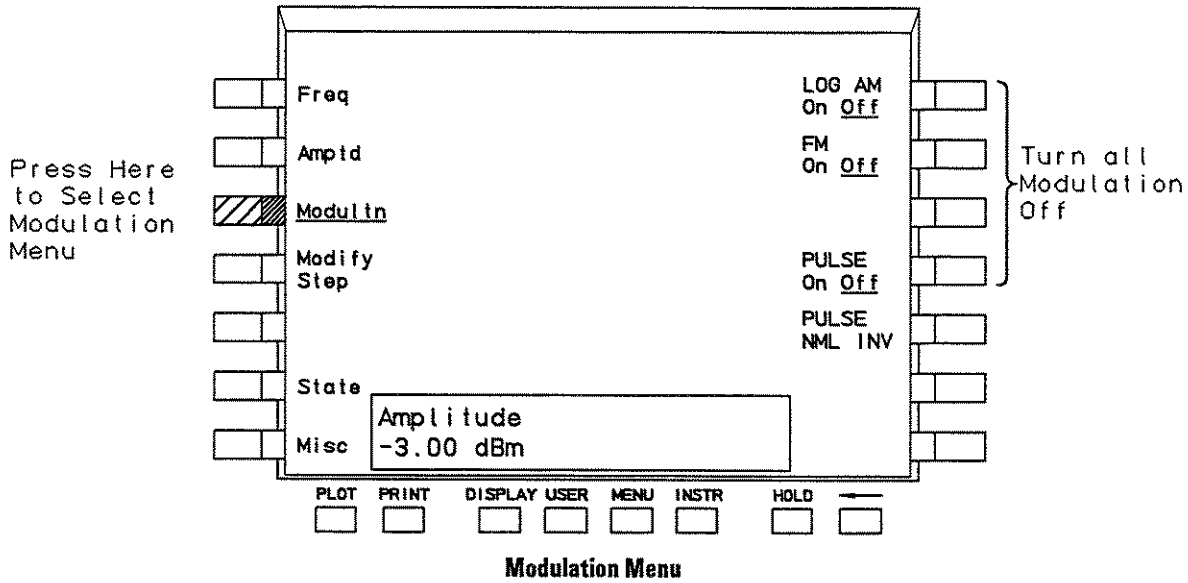 Press Here
to Select
Modulation
Menu
Freq
Amptd
Modultn
Modify
Step
State
Misc
LOG AM
On Off
FM
On Off
PULSE
On Off
PULSE
NML INV
Turn all
Modulation
Off
Amplitude
-3.00 dBm
PLOT PRINT DISPLAY USER MENU INSTR HOLD ←
Modulation Menu